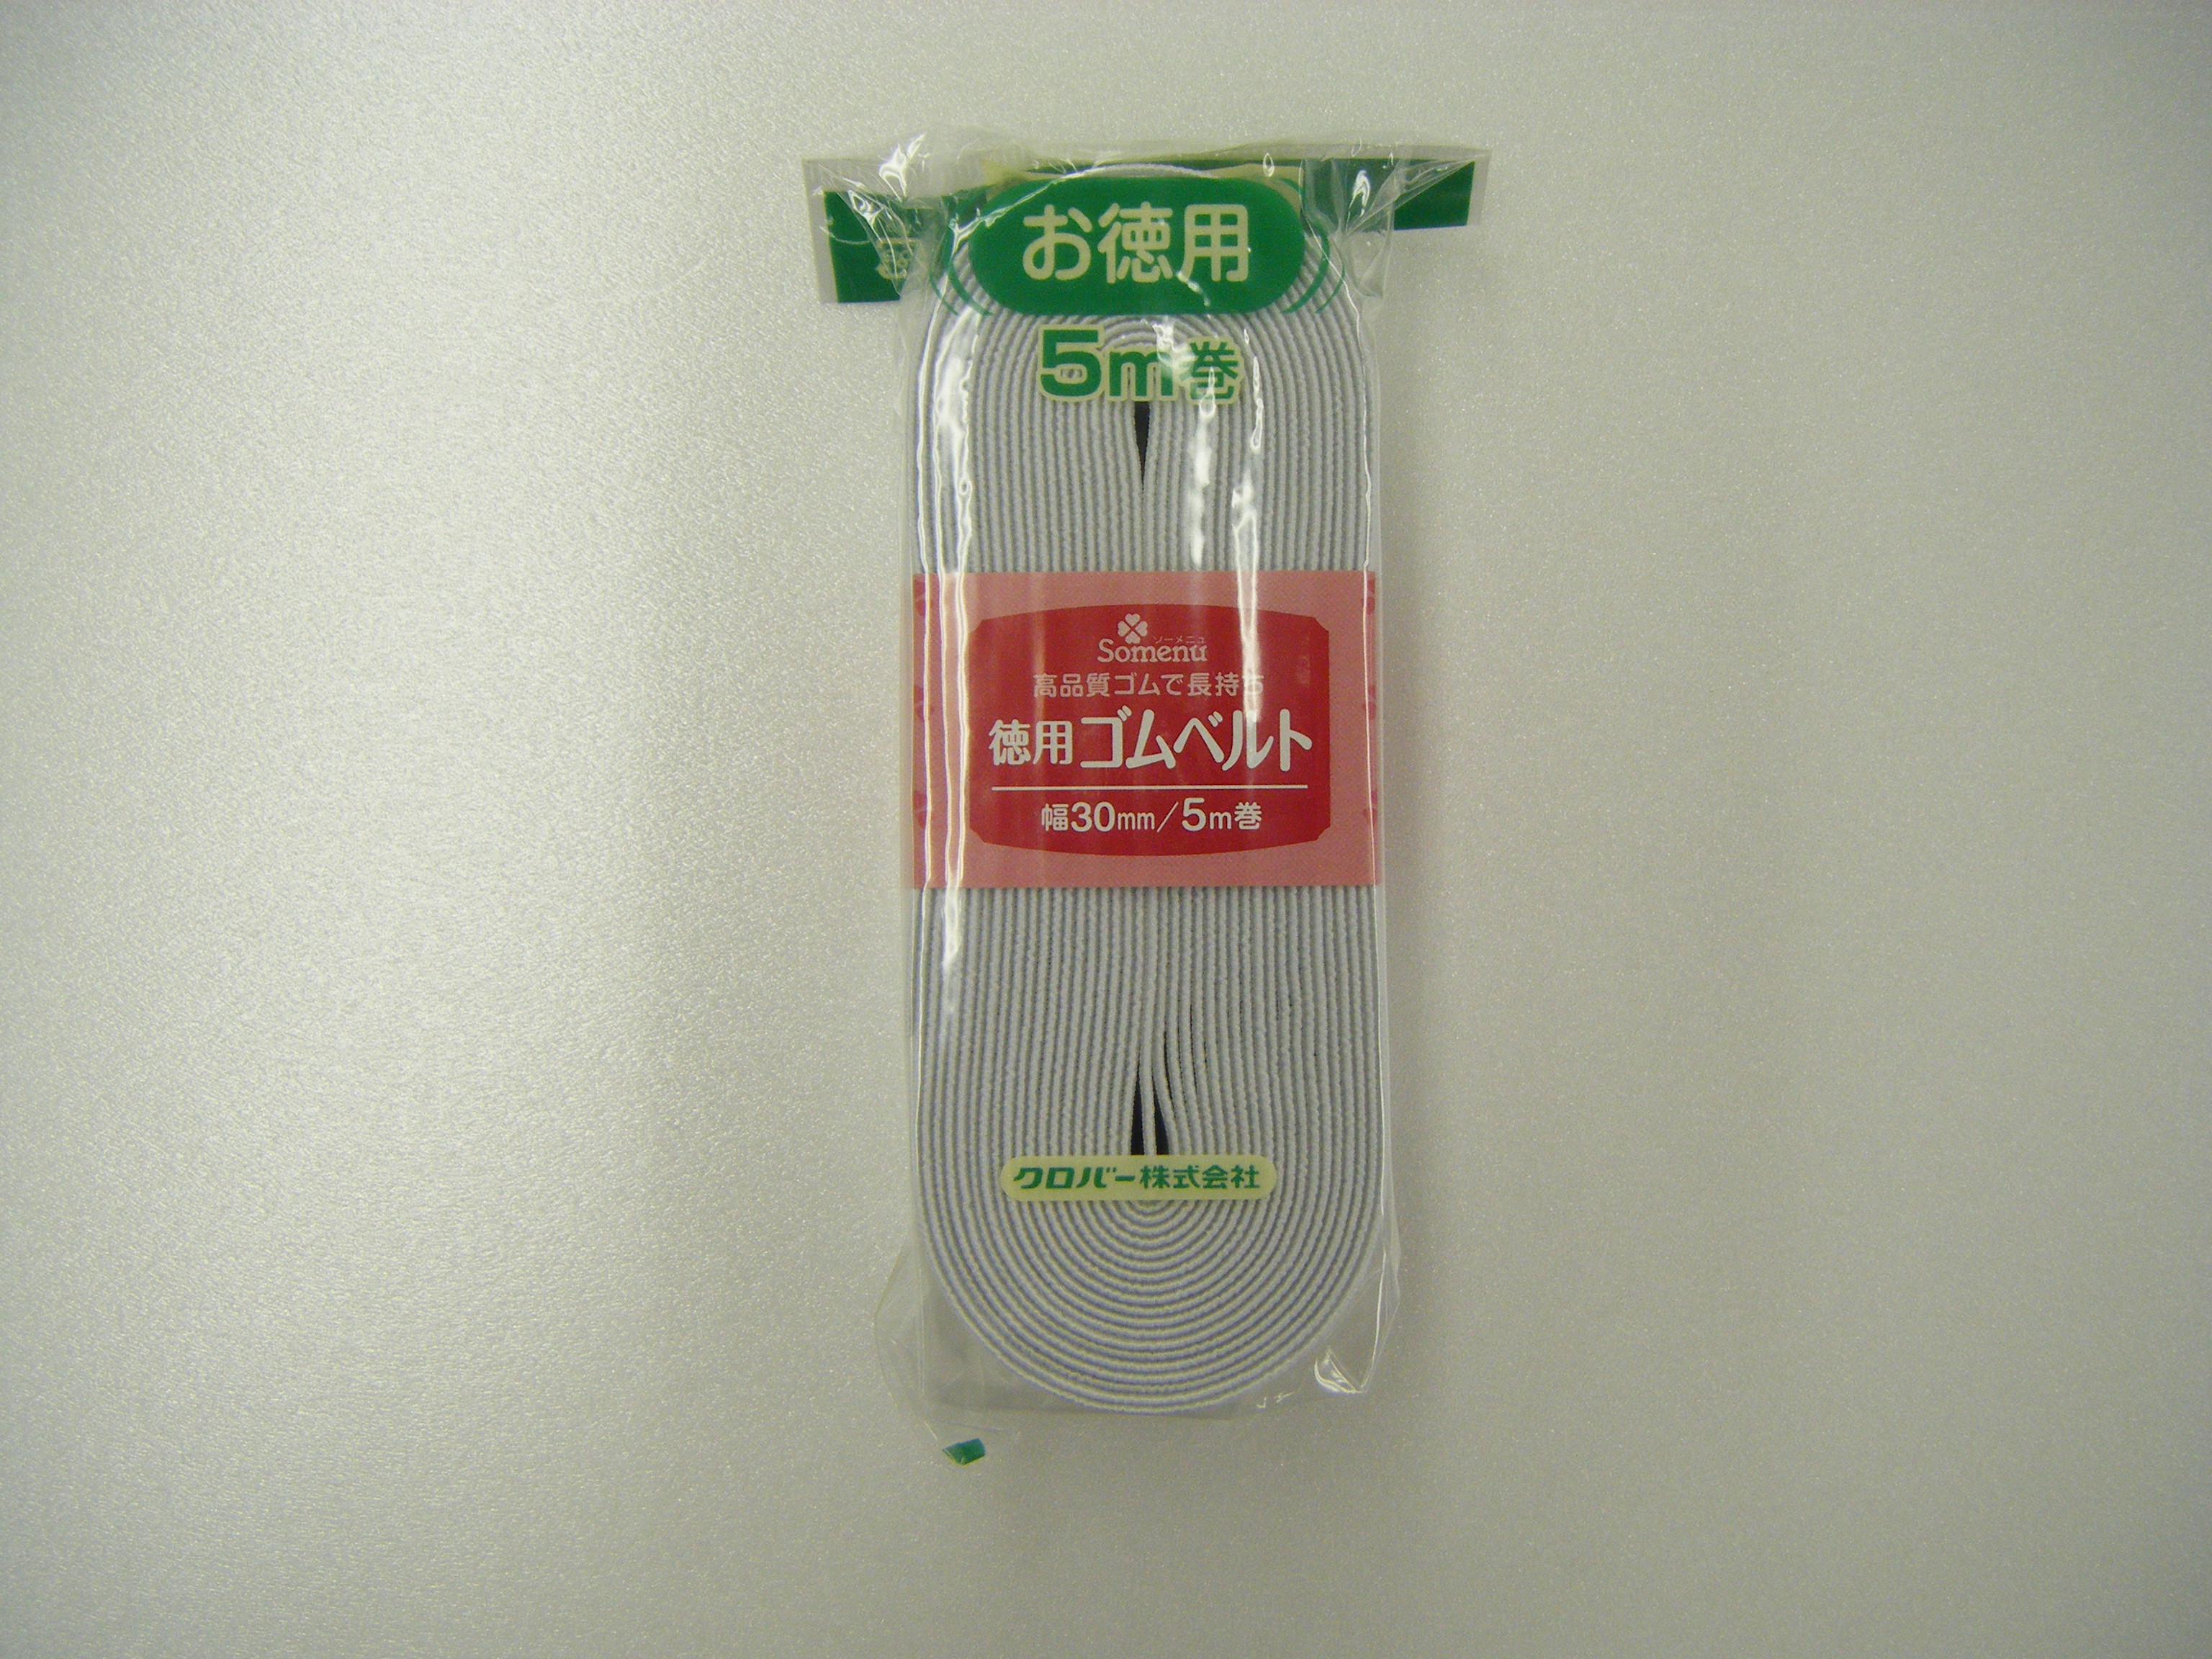 お徳用
5m巻
ソーメニュ
Somenu
高品質ゴムで長持ち
徳用ゴムベルト
幅30mm/5m巻
クロバー株式会社